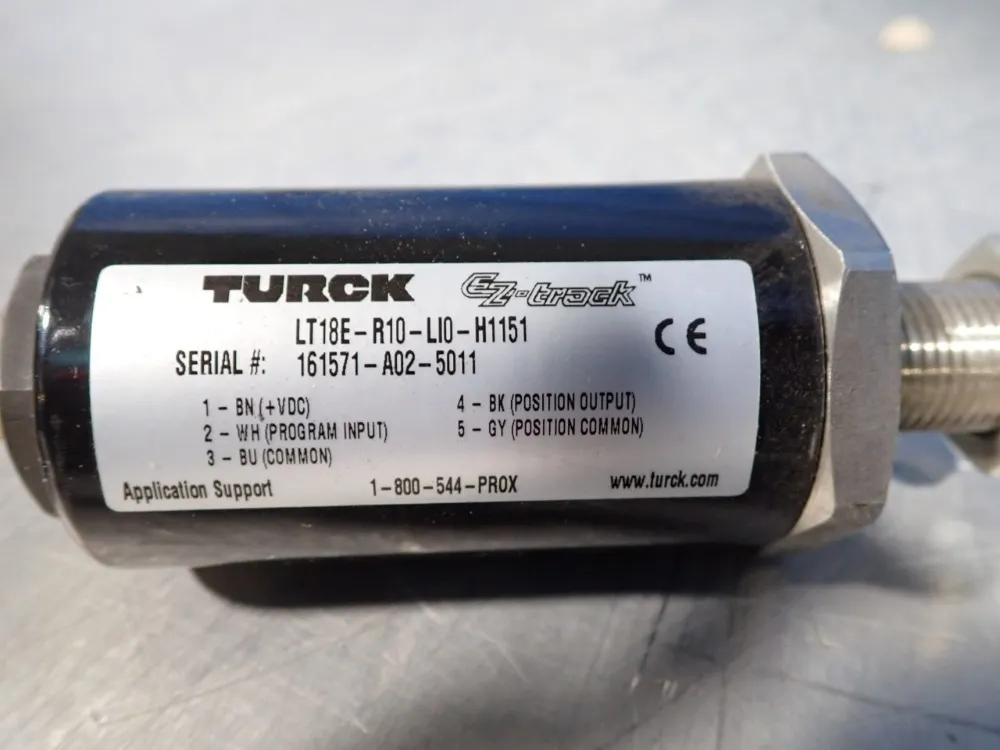 TURCK EZ-track™
LT18E-R10-LI0-H1151
SERIAL #: 161571-A02-5011
CE
1 - BN (+VDC)
2 - WH (PROGRAM INPUT)
3 - BU (COMMON)
4 - BK (POSITION OUTPUT)
5 - GY (POSITION COMMON)
Application Support 1-800-544-PROX www.turck.com